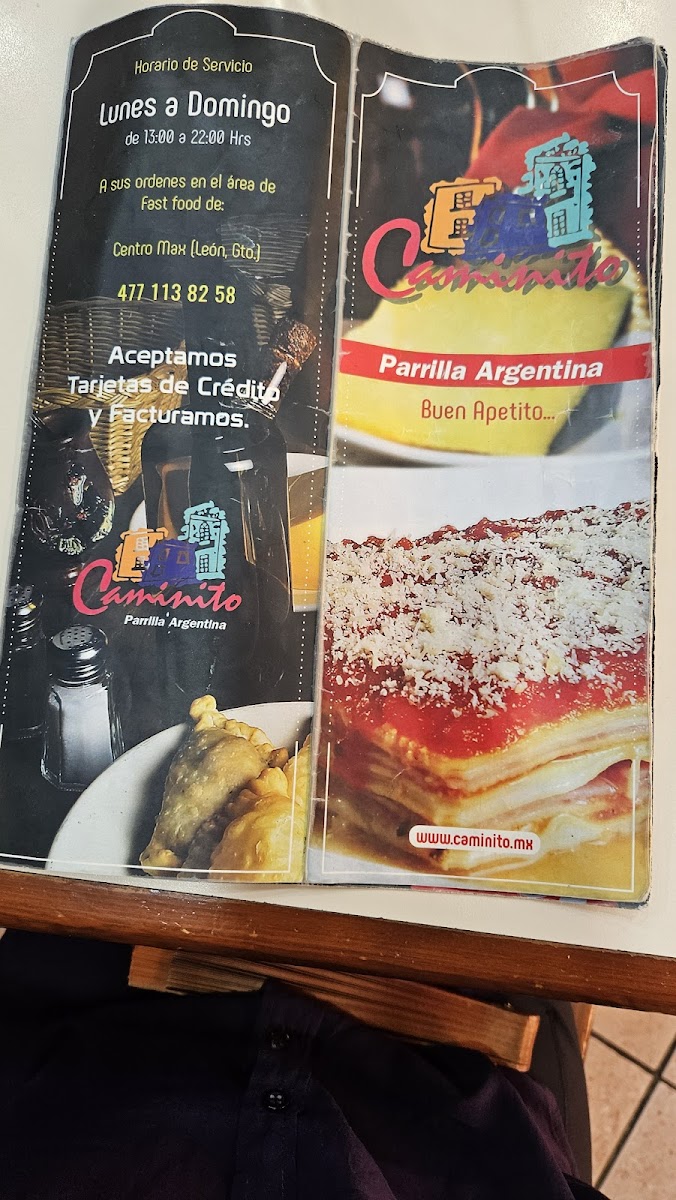 Horario de Servicio
Lunes a Domingo
de 13:00 a 22:00 Hrs
A sus ordenes en el área de
Fast food de:
Centro Max (León, Gto.)
477 113 82 58
Aceptamos
Tarjetas de Crédito
y Facturamos.
Caminito
Parrilla Argentina
Caminito
Parrilla Argentina
Buen Apetito...
www.caminito.mx